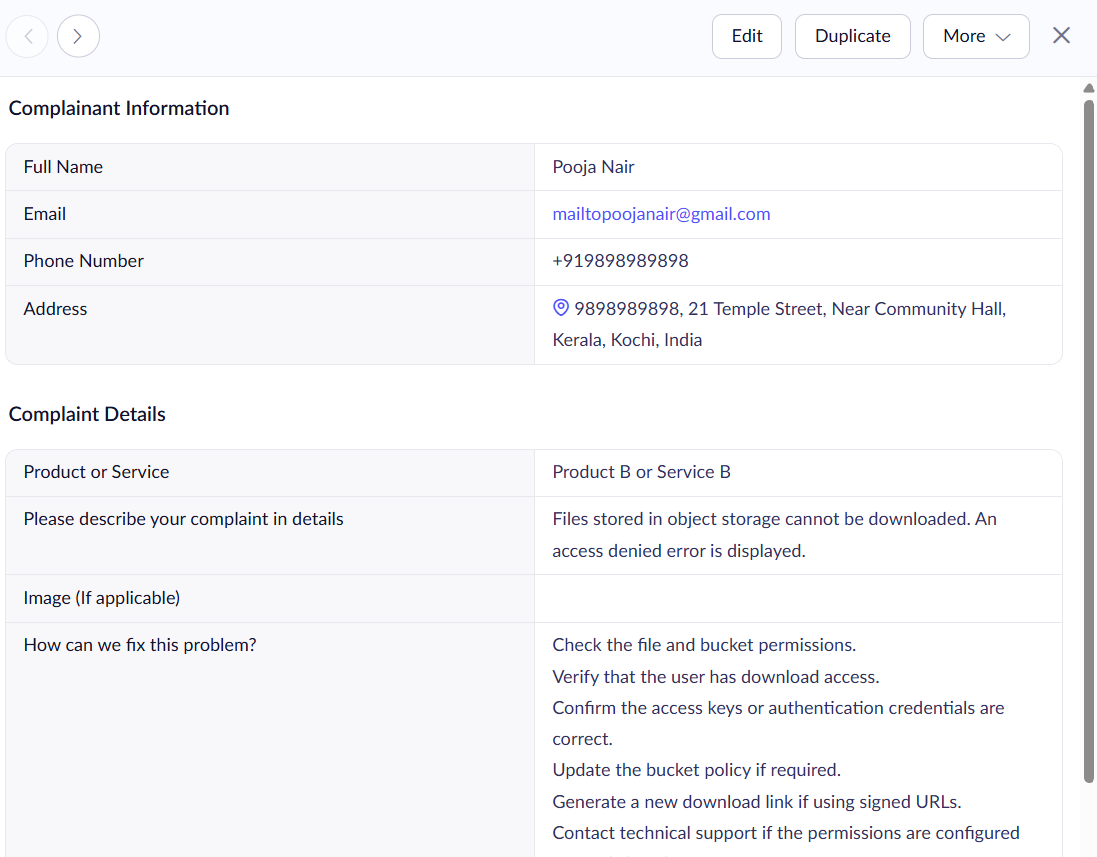 Edit
Duplicate
More
Complainant Information
Full Name
Pooja Nair
Email
mailtopoojanair@gmail.com
Phone Number
+919898989898
Address
9898989898, 21 Temple Street, Near Community Hall,
Kerala, Kochi, India
Complaint Details
Product or Service
Product B or Service B
Please describe your complaint in details
Files stored in object storage cannot be downloaded. An
access denied error is displayed.
Image (If applicable)
How can we fix this problem?
Check the file and bucket permissions.
Verify that the user has download access.
Confirm the access keys or authentication credentials are
correct.
Update the bucket policy if required.
Generate a new download link if using signed URLs.
Contact technical support if the permissions are configured